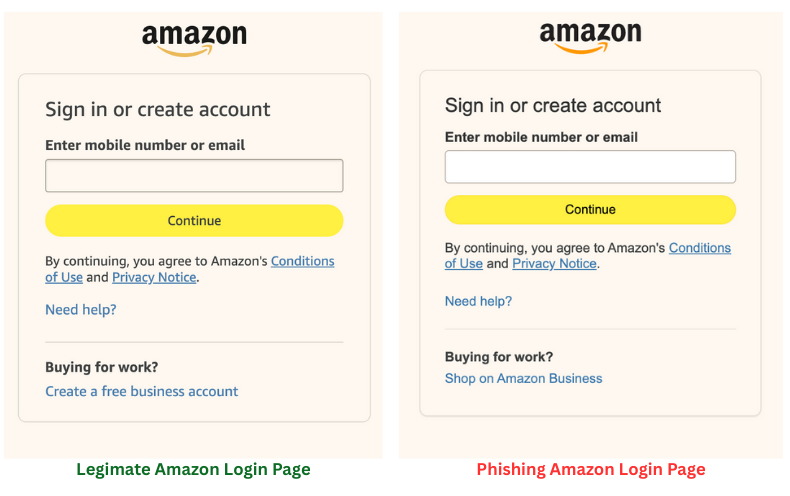 amazon
Sign in or create account
Enter mobile number or email
Continue
By continuing, you agree to Amazon's Conditions
of Use and Privacy Notice.
Need help?
Buying for work?
Create a free business account
Legimate Amazon Login Page
amazon
Sign in or create account
Enter mobile number or email
Continue
By continuing, you agree to Amazon's Conditions
of Use and Privacy Notice.
Need help?
Buying for work?
Shop on Amazon Business
Phishing Amazon Login Page